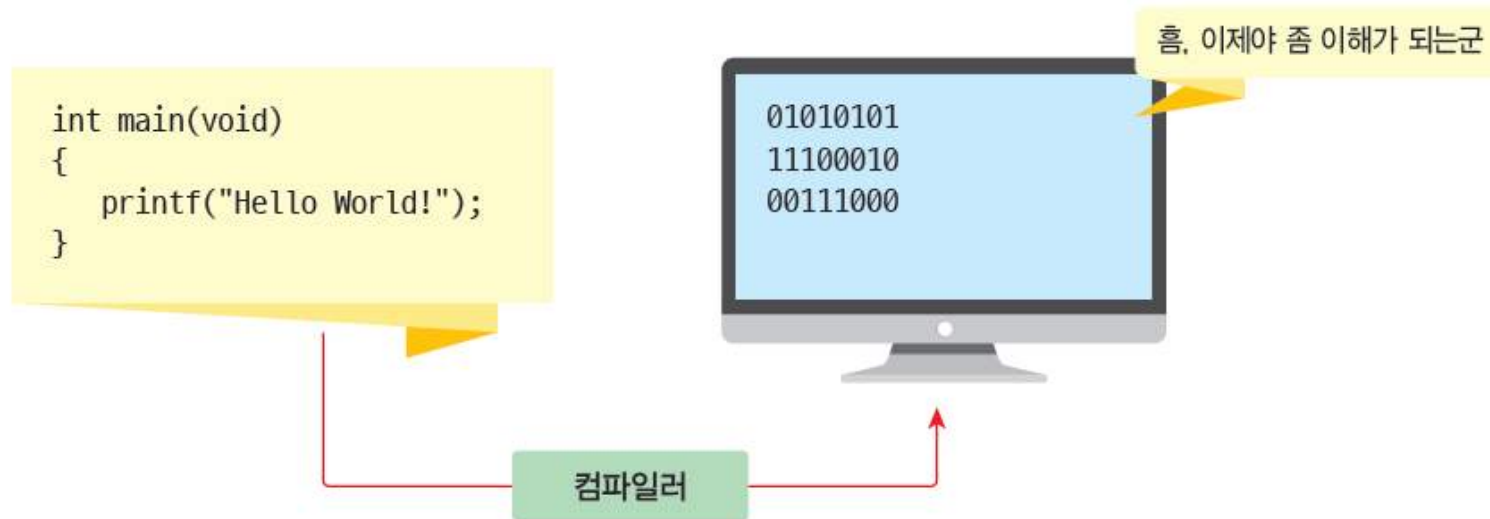 int main(void)
{
printf("Hello World!");
}
01010101
11100010
00111000
흠, 이제야 좀 이해가 되는군
컴파일러